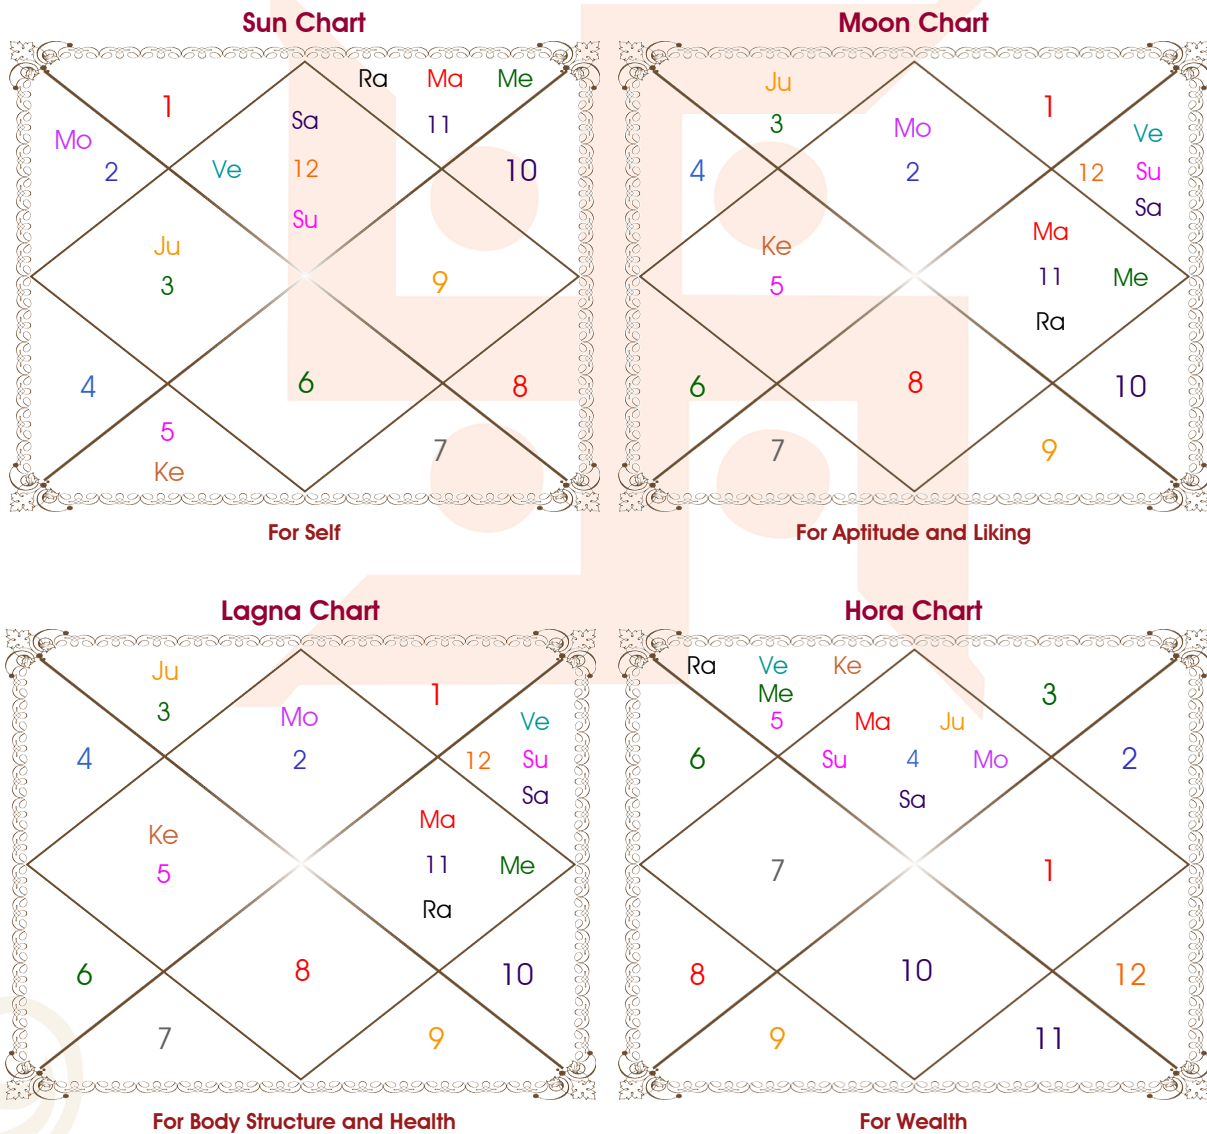 Sun Chart
Ra Ma Me
1
Sa
11
Mo
2
Ve
12
10
Su
Ju
3
9
4
6
8
5
7
Ke
For Self
Moon Chart
Ju
3
1
Mo
Ve
4
2
12
Su
Sa
Ke
Ma
5
11
Me
Ra
6
8
10
7
9
For Aptitude and Liking
Lagna Chart
Ju
3
1
Mo
Ve
4
2
12
Su
Sa
Ke
Ma
5
11
Me
Ra
6
8
10
7
9
For Body Structure and Health
Hora Chart
Ra Ve Ke
Me
3
5
Ma
Ju
6
Su
4
Mo
2
Sa
7
1
8
10
12
9
11
For Wealth